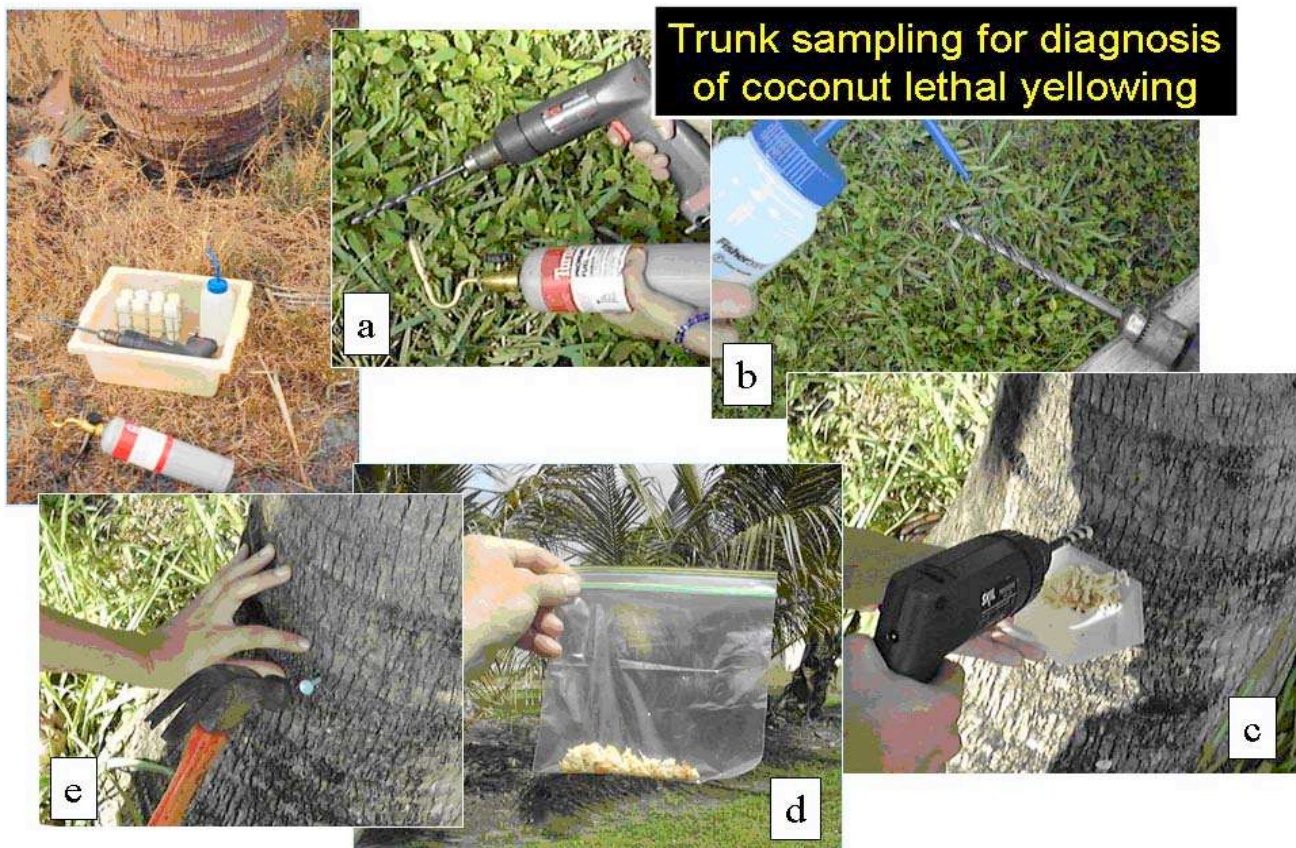 Trunk sampling for diagnosis
of coconut lethal yellowing
a
b
c
d
e